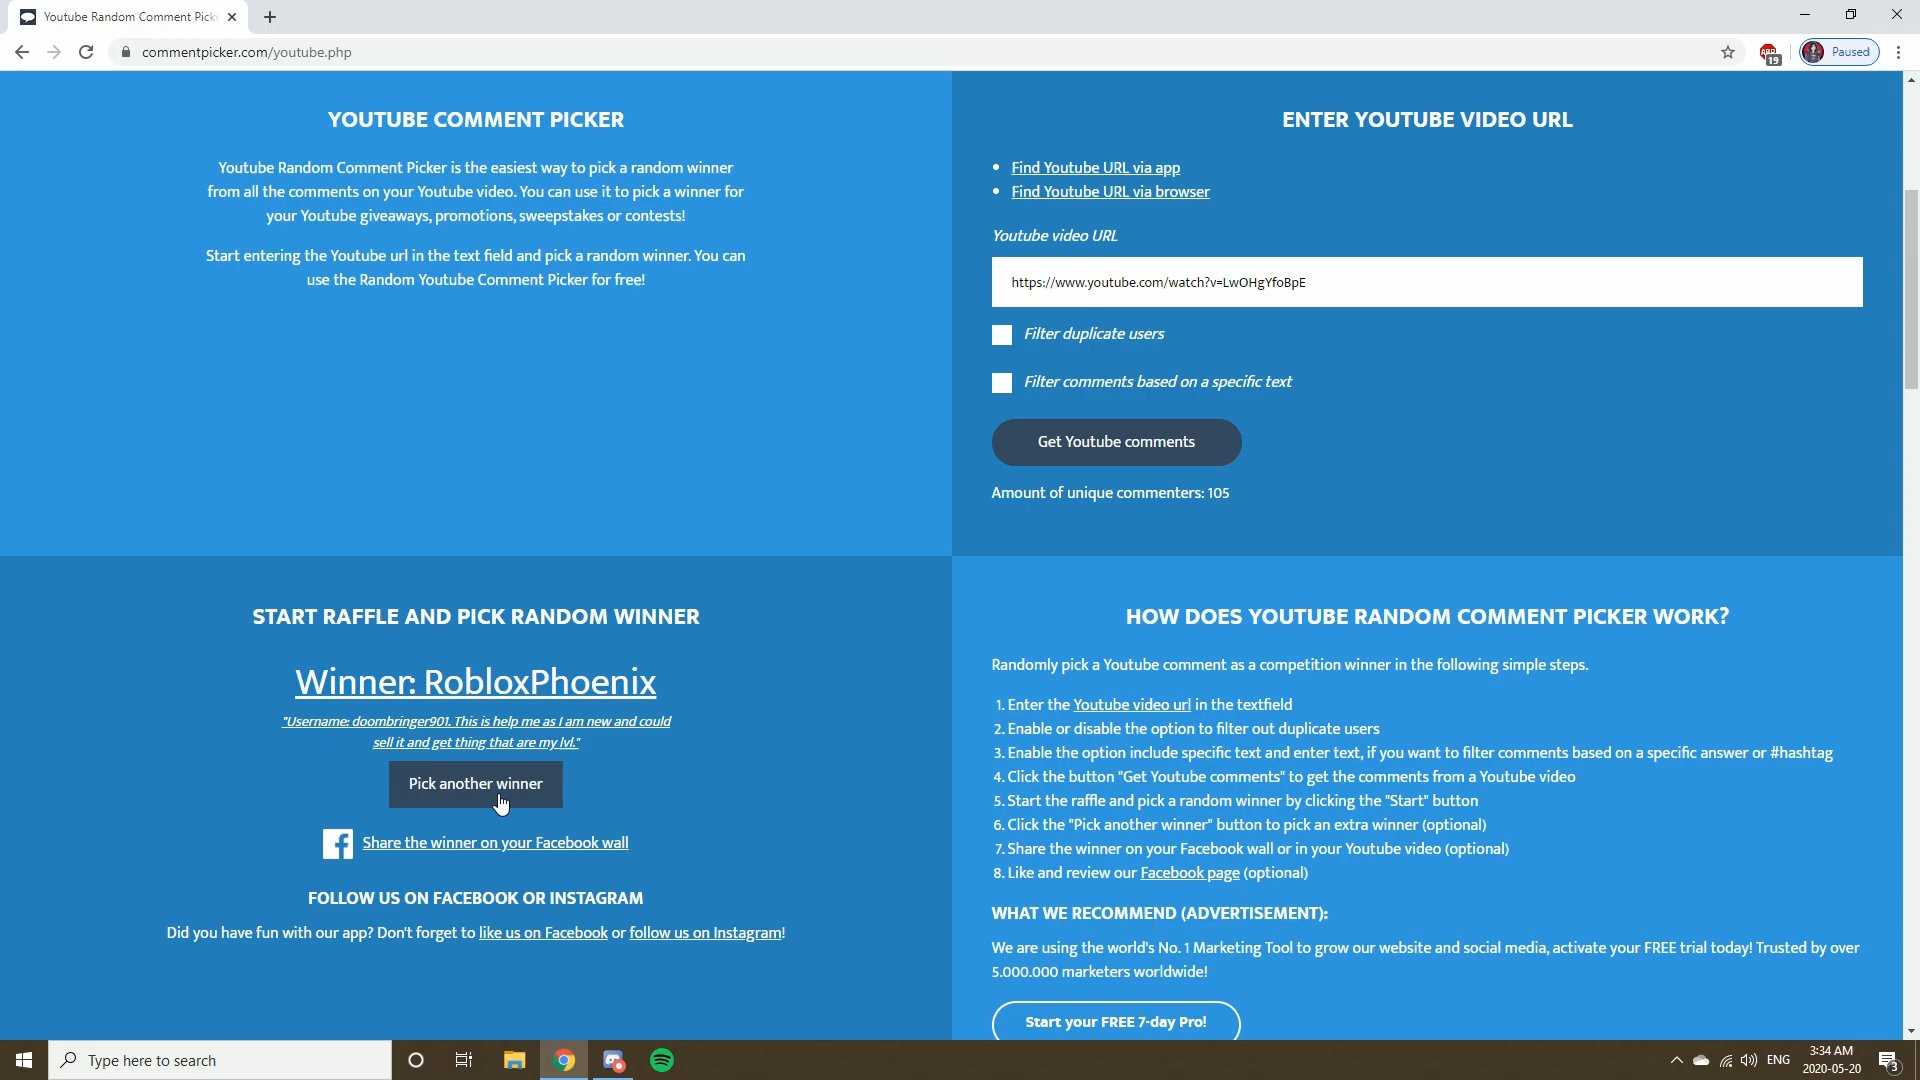 Youtube Random Comment Picke
commentpicker.com/youtube.php
19
Paused
YOUTUBE COMMENT PICKER
Youtube Random Comment Picker is the easiest way to pick a random winner
from all the comments on your Youtube video. You can use it to pick a winner for
your Youtube giveaways, promotions, sweepstakes or contests!
Start entering the Youtube url in the text field and pick a random winner. You can
use the Random Youtube Comment Picker for free!
ENTER YOUTUBE VIDEO URL
• Find Youtube URL via app
• Find Youtube URL via browser
Youtube video URL
https://www.youtube.com/watch?v=LwOHgYfoBpE
Filter duplicate users
Filter comments based on a specific text
Get Youtube comments
Amount of unique commenters: 105
START RAFFLE AND PICK RANDOM WINNER
Winner: RobloxPhoenix
"Username: doombringer901. This is help me as I am new and could
sell it and get thing that are my lvl."
Pick another winner
Share the winner on your Facebook wall
FOLLOW US ON FACEBOOK OR INSTAGRAM
Did you have fun with our app? Don't forget to like us on Facebook or follow us on Instagram!
HOW DOES YOUTUBE RANDOM COMMENT PICKER WORK?
Randomly pick a Youtube comment as a competition winner in the following simple steps.
1. Enter the Youtube video url in the textfield
2. Enable or disable the option to filter out duplicate users
3. Enable the option include specific text and enter text, if you want to filter comments based on a specific answer or #hashtag
4. Click the button "Get Youtube comments" to get the comments from a Youtube video
5. Start the raffle and pick a random winner by clicking the "Start" button
6. Click the "Pick another winner" button to pick an extra winner (optional)
7. Share the winner on your Facebook wall or in your Youtube video (optional)
8. Like and review our Facebook page (optional)
WHAT WE RECOMMEND (ADVERTISEMENT):
We are using the world's No. 1 Marketing Tool to grow our website and social media, activate your FREE trial today! Trusted by over
5.000.000 marketers worldwide!
Start your FREE 7-day Pro!
Type here to search
ENG
3:34 AM
2020-05-20
3